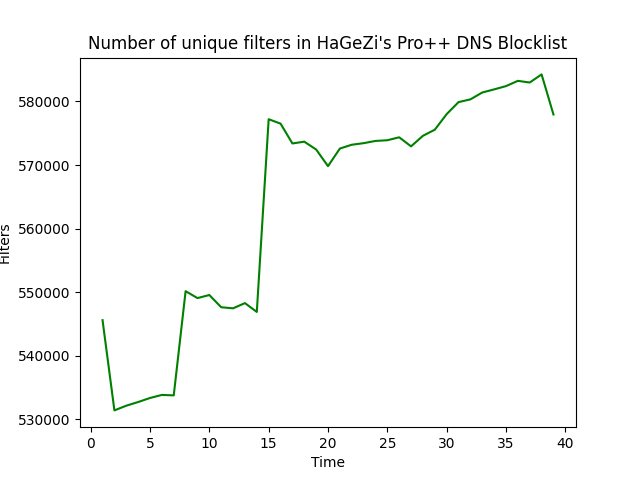 Number of unique filters in HaGeZi's Pro++ DNS Blocklist
580000
570000
560000
550000
540000
530000
Filters
0 5 10 15 20 25 30 35 40
Time